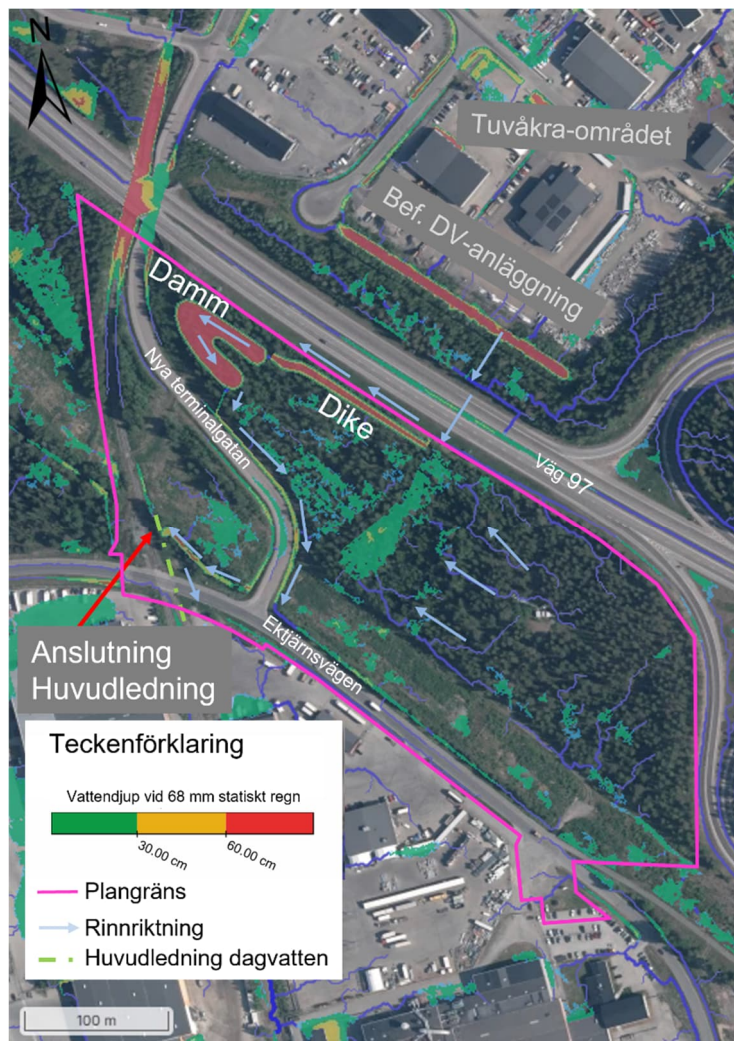 N
Tuvåkra-området
Bef. DV-anläggning
Damm
Nya terminalgatan
Dike
Väg 97
Anslutning
Huvudledning
Ektjärnsvägen
Teckenförklaring
Vattendjup vid 68 mm statiskt regn
30.00 cm
60.00 cm
Plangräns
Rinnriktning
Huvudledning dagvatten
100 m